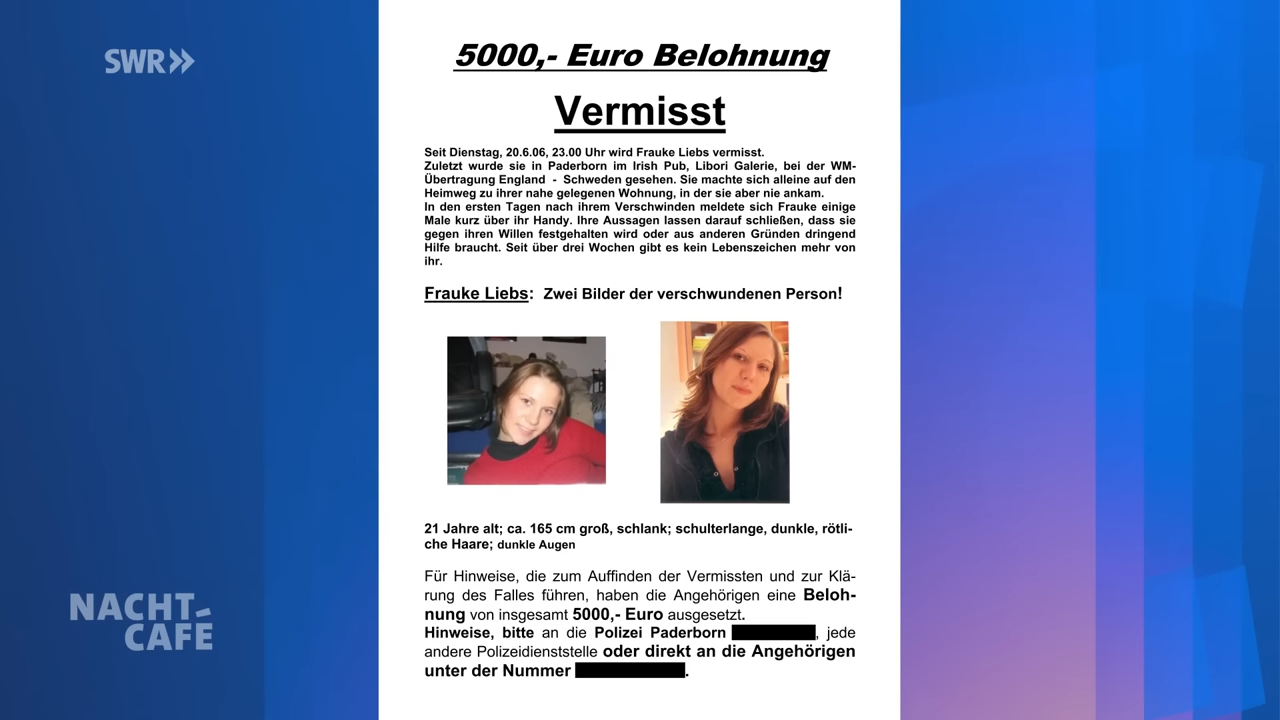 SWR
5000,- Euro Belohnung
Vermisst
Seit Dienstag, 20.6.06, 23.00 Uhr wird Frauke Liebs vermisst.
Zuletzt wurde sie in Paderborn im Irish Pub, Libori Galerie, bei der WM-
Übertragung England - Schweden gesehen. Sie machte sich alleine auf den
Heimweg zu ihrer nahe gelegenen Wohnung, in der sie aber nie ankam.
In den ersten Tagen nach ihrem Verschwinden meldete sich Frauke einige
Male kurz über ihr Handy. Ihre Aussagen lassen darauf schließen, dass sie
gegen ihren Willen festgehalten wird oder aus anderen Gründen dringend
Hilfe braucht. Seit über drei Wochen gibt es kein Lebenszeichen mehr von
ihr.
Frauke Liebs: Zwei Bilder der verschwundenen Person!
21 Jahre alt; ca. 165 cm groß, schlank; schulterlange, dunkle, rötli-
che Haare; dunkle Augen
Für Hinweise, die zum Auffinden der Vermissten und zur Klä-
rung des Falles führen, haben die Angehörigen eine Beloh-
nung von insgesamt 5000,- Euro ausgesetzt.
Hinweise, bitte an die Polizei Paderborn , jede
andere Polizeidienststelle oder direkt an die Angehörigen
unter der Nummer .
NACHT-
CAFE